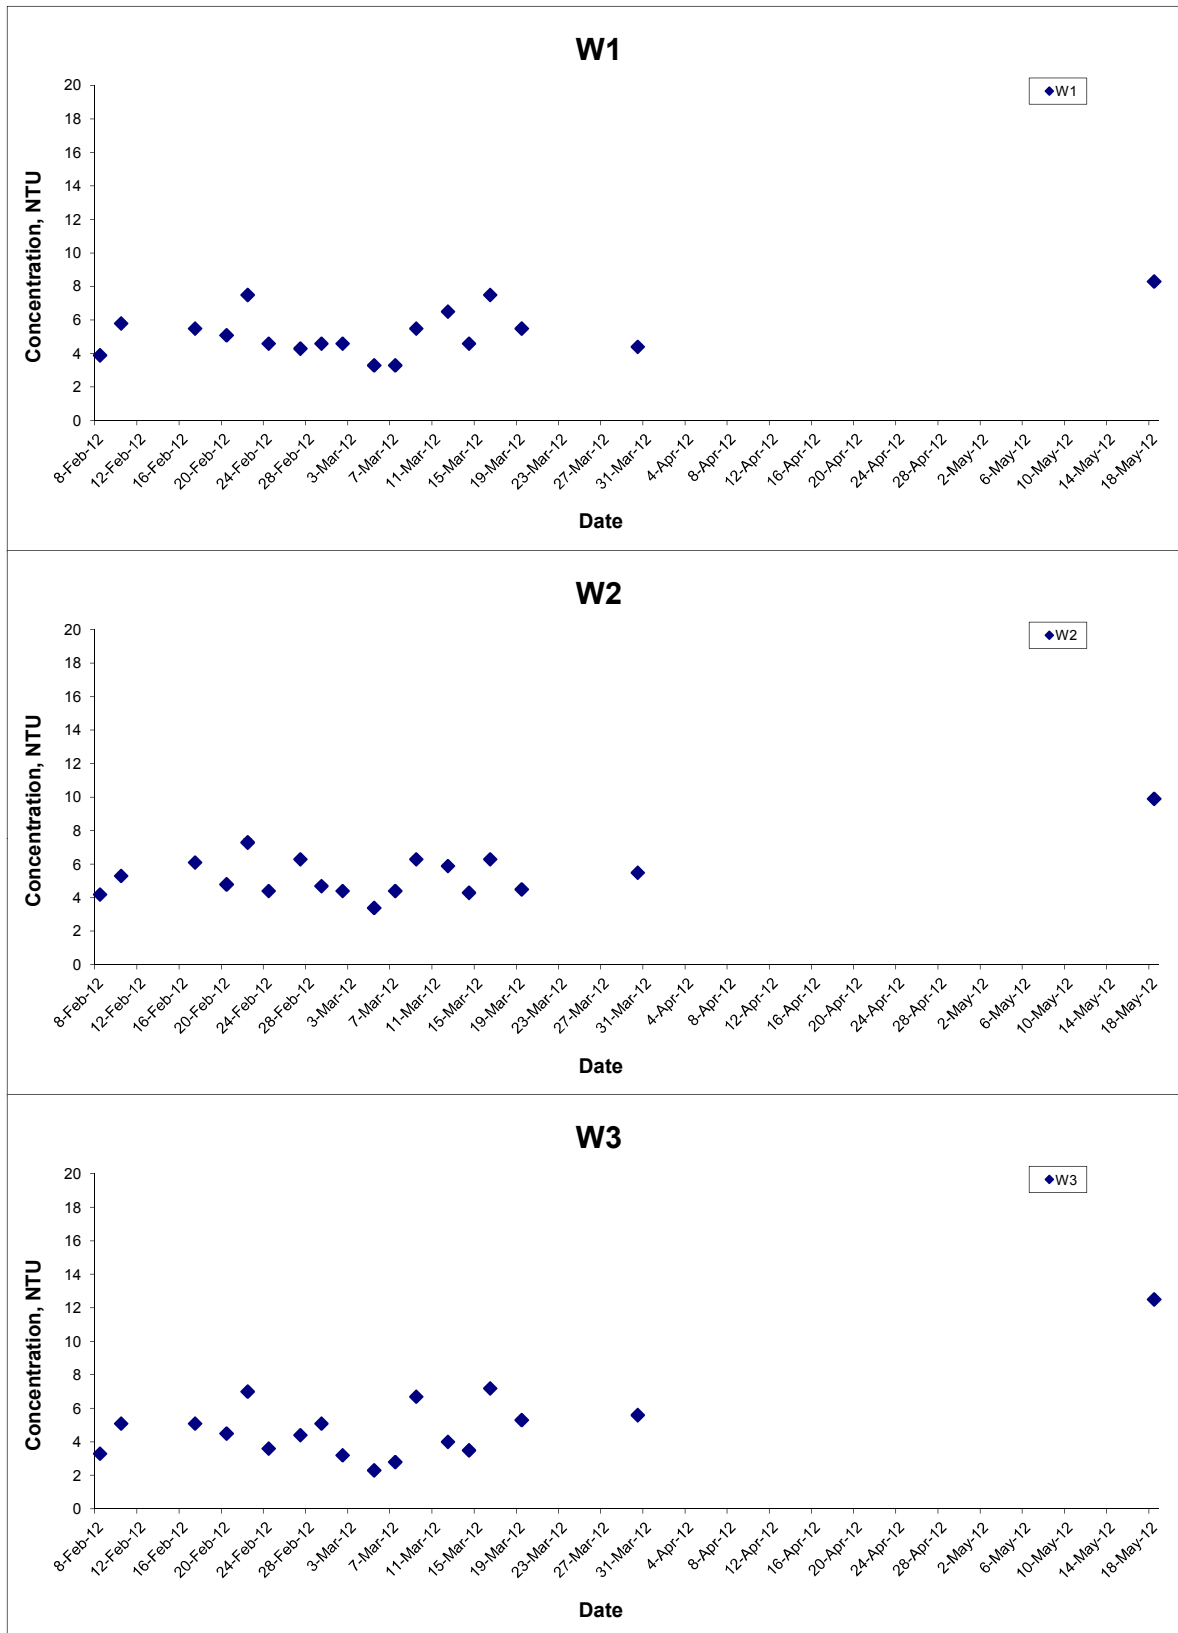 W1
W1
Concentration, NTU
20
18
16
14
12
10
8
6
4
2
0
8-Feb-12
12-Feb-12
16-Feb-12
20-Feb-12
24-Feb-12
28-Feb-12
3-Mar-12
7-Mar-12
11-Mar-12
15-Mar-12
19-Mar-12
23-Mar-12
27-Mar-12
31-Mar-12
4-Apr-12
8-Apr-12
12-Apr-12
16-Apr-12
20-Apr-12
24-Apr-12
28-Apr-12
2-May-12
6-May-12
10-May-12
14-May-12
18-May-12
Date
W2
W2
Concentration, NTU
20
18
16
14
12
10
8
6
4
2
0
8-Feb-12
12-Feb-12
16-Feb-12
20-Feb-12
24-Feb-12
28-Feb-12
3-Mar-12
7-Mar-12
11-Mar-12
15-Mar-12
19-Mar-12
23-Mar-12
27-Mar-12
31-Mar-12
4-Apr-12
8-Apr-12
12-Apr-12
16-Apr-12
20-Apr-12
24-Apr-12
28-Apr-12
2-May-12
6-May-12
10-May-12
14-May-12
18-May-12
Date
W3
W3
Concentration, NTU
20
18
16
14
12
10
8
6
4
2
0
8-Feb-12
12-Feb-12
16-Feb-12
20-Feb-12
24-Feb-12
28-Feb-12
3-Mar-12
7-Mar-12
11-Mar-12
15-Mar-12
19-Mar-12
23-Mar-12
27-Mar-12
31-Mar-12
4-Apr-12
8-Apr-12
12-Apr-12
16-Apr-12
20-Apr-12
24-Apr-12
28-Apr-12
2-May-12
6-May-12
10-May-12
14-May-12
18-May-12
Date